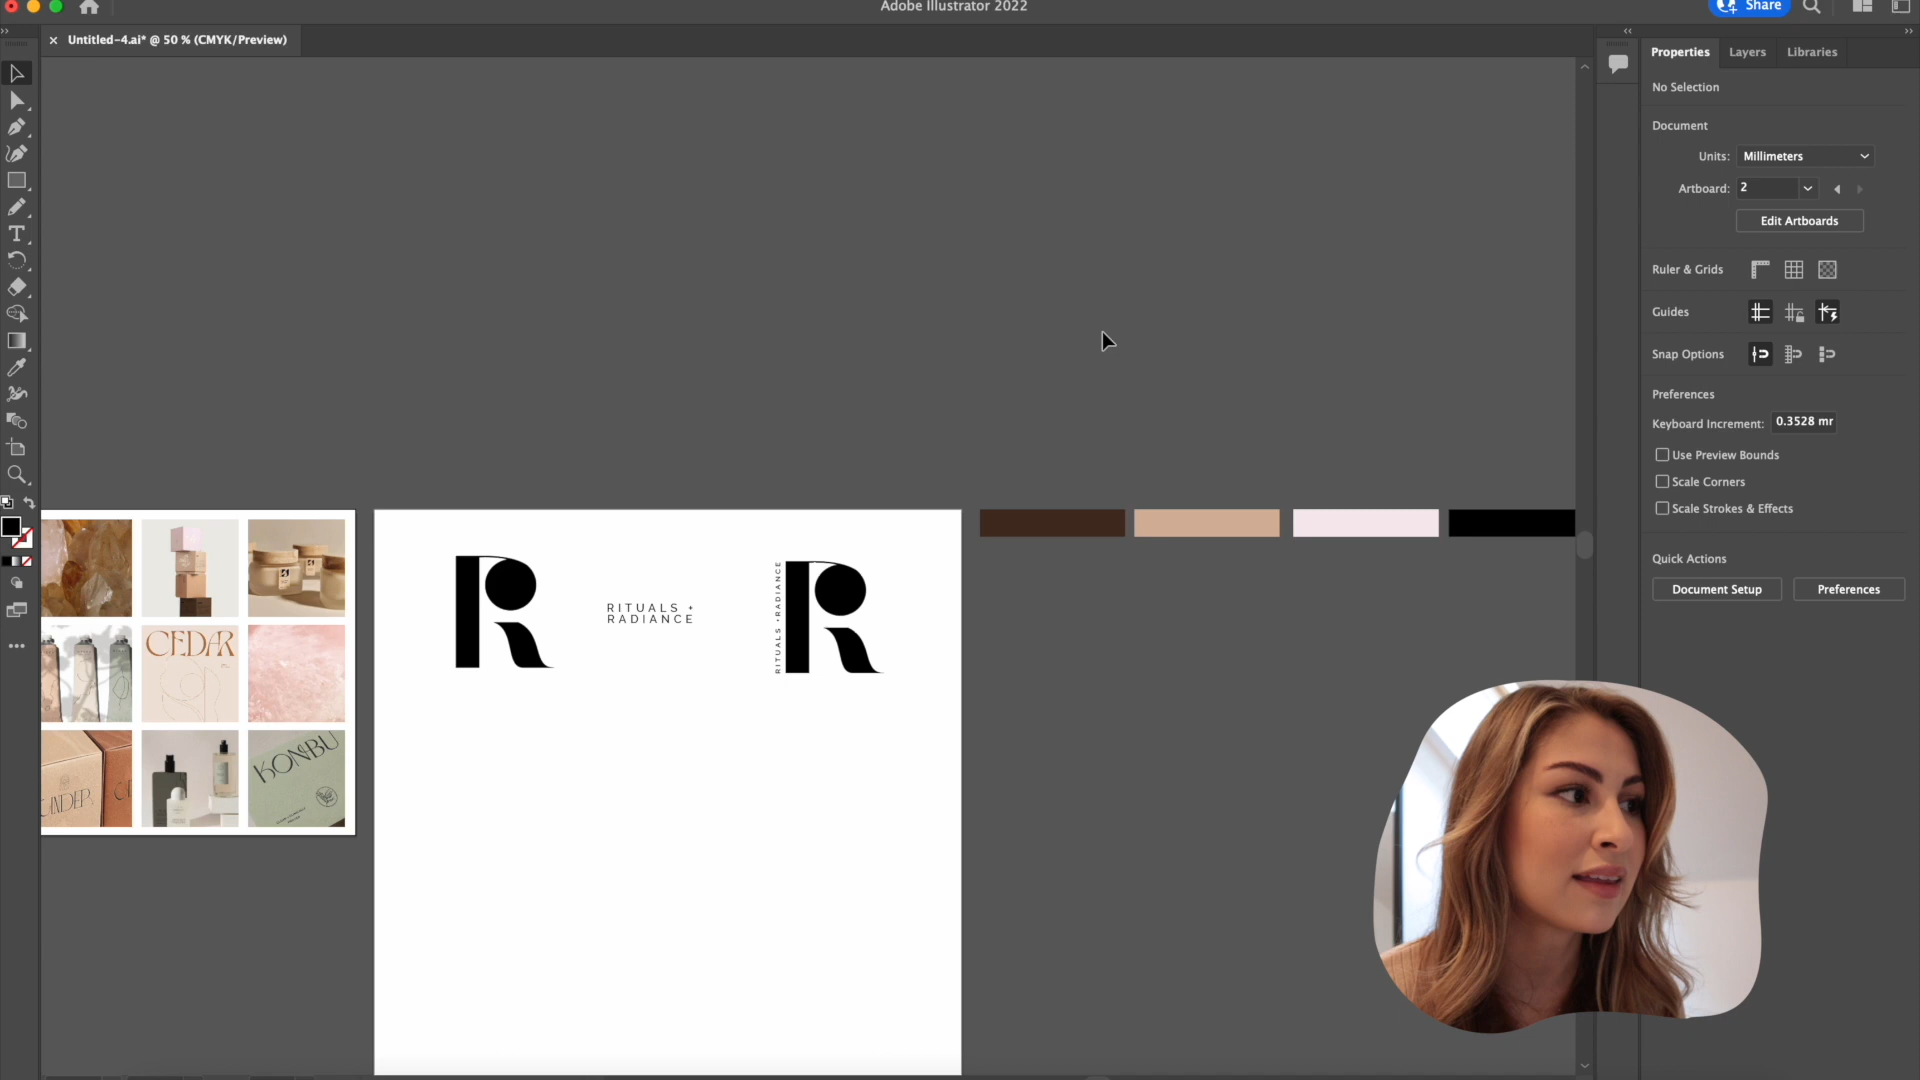 Adobe Illustrator 2022
Share
× Untitled-4.ai* @ 50 % (CMYK/Preview)
Properties
Layers
Libraries
No Selection
Document
Units:
Millimeters
Artboard:
2
Edit Artboards
Ruler & Grids
Guides
Snap Options
Preferences
Keyboard Increment:
0.3528 mr
Use Preview Bounds
Scale Corners
Scale Strokes & Effects
Quick Actions
Document Setup
Preferences
R
RITUALS +
RADIANCE
RITUALS +RADIANCE
R
CEDAR
KONBU